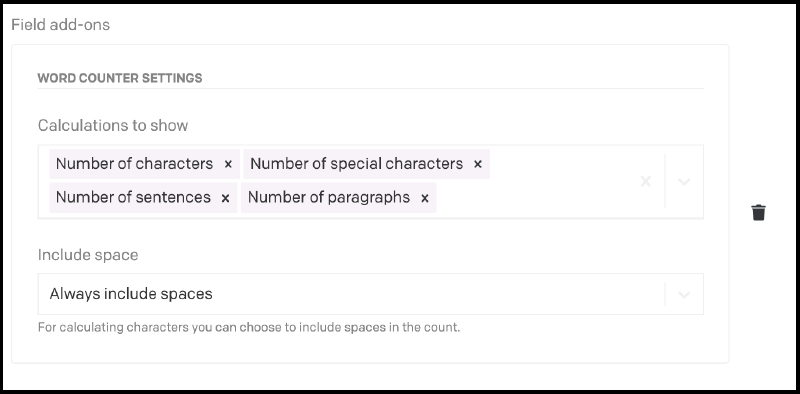 Field add-ons
WORD COUNTER SETTINGS
Calculations to show
Number of characters × Number of special characters ×
Number of sentences × Number of paragraphs ×
Include space
Always include spaces
For calculating characters you can choose to include spaces in the count.